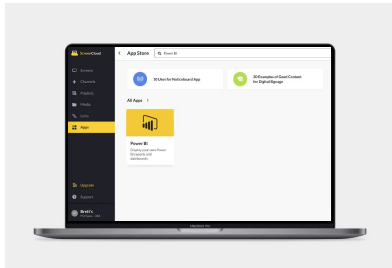 ScreenCloud
App Store
Power BI
Screens
Channels
Playlists
Media
Links
Apps
10 Uses for Noticeboard App
10 Examples of Good Content
for Digital Signage
All Apps 1
Power BI
Display your own Power
BI reports and
dashboards.
Upgrade
Support
Brett's
MacBook Pro